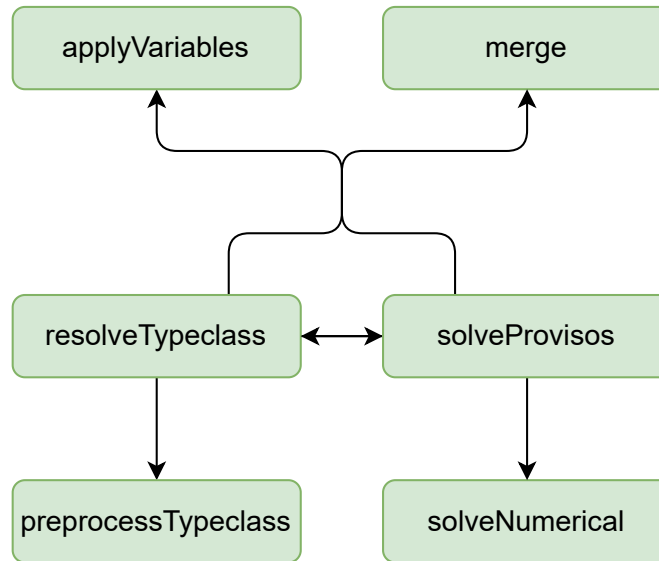 applyVariables
merge
resolveTypeclass
solveProvisos
preprocessTypeclass
solveNumerical